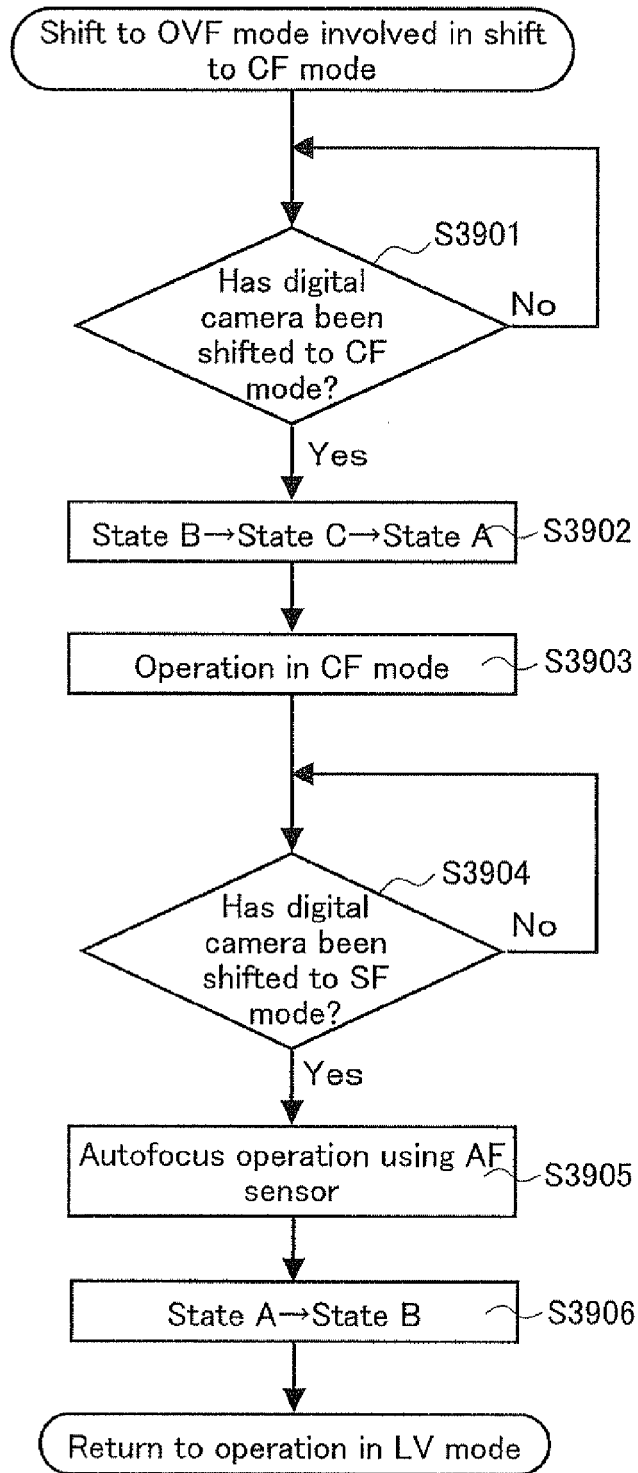 Shift to OVF mode involved in shift
to CF mode
S3901
Has digital
camera been
shifted to CF
mode?
No
Yes
State B→State C→State A
S3902
Operation in CF mode
S3903
S3904
Has digital
camera been
shifted to SF
mode?
No
Yes
Autofocus operation using AF
sensor
S3905
State A→State B
S3906
Return to operation in LV mode